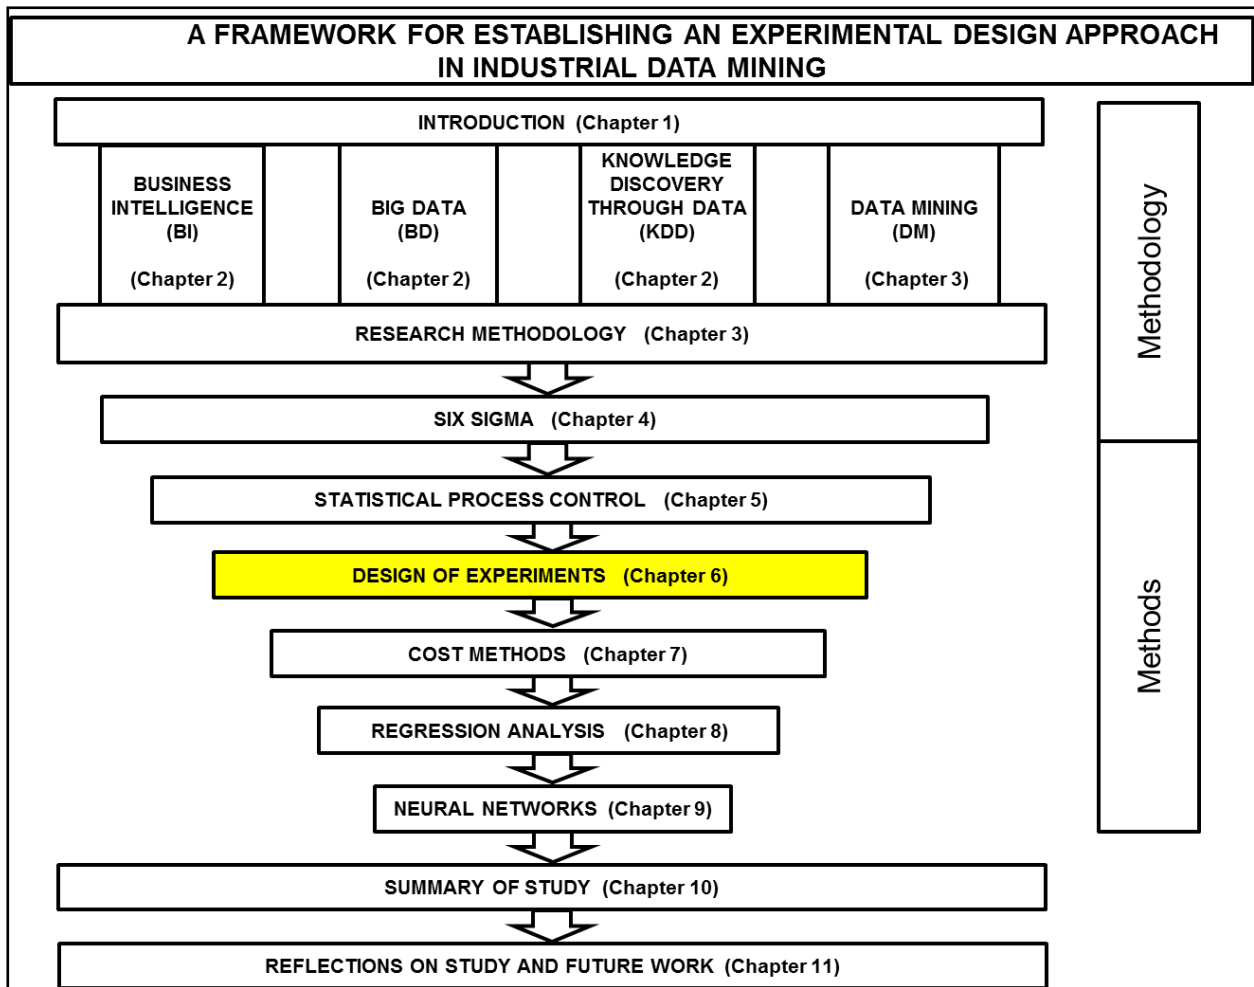 A FRAMEWORK FOR ESTABLISHING AN EXPERIMENTAL DESIGN APPROACH
IN INDUSTRIAL DATA MINING
INTRODUCTION (Chapter 1)
BUSINESS
INTELLIGENCE
(BI)
(Chapter 2)
BIG DATA
(BD)
(Chapter 2)
KNOWLEDGE
DISCOVERY
THROUGH DATA
(KDD)
(Chapter 2)
DATA MINING
(DM)
(Chapter 3)
RESEARCH METHODOLOGY (Chapter 3)
SIX SIGMA (Chapter 4)
STATISTICAL PROCESS CONTROL (Chapter 5)
DESIGN OF EXPERIMENTS (Chapter 6)
COST METHODS (Chapter 7)
REGRESSION ANALYSIS (Chapter 8)
NEURAL NETWORKS (Chapter 9)
SUMMARY OF STUDY (Chapter 10)
REFLECTIONS ON STUDY AND FUTURE WORK (Chapter 11)
Methodology
Methods